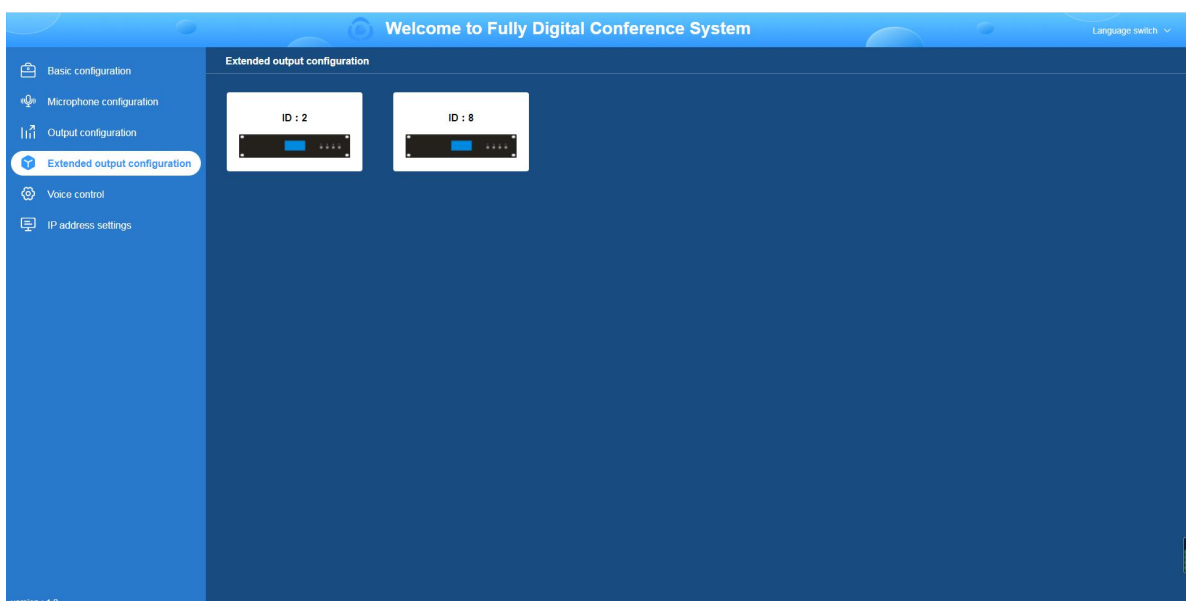 Welcome to Fully Digital Conference System
Language switch
Basic configuration
Microphone configuration
Output configuration
Extended output configuration
Voice control
IP address settings
Extended output configuration
ID : 2
ID : 8